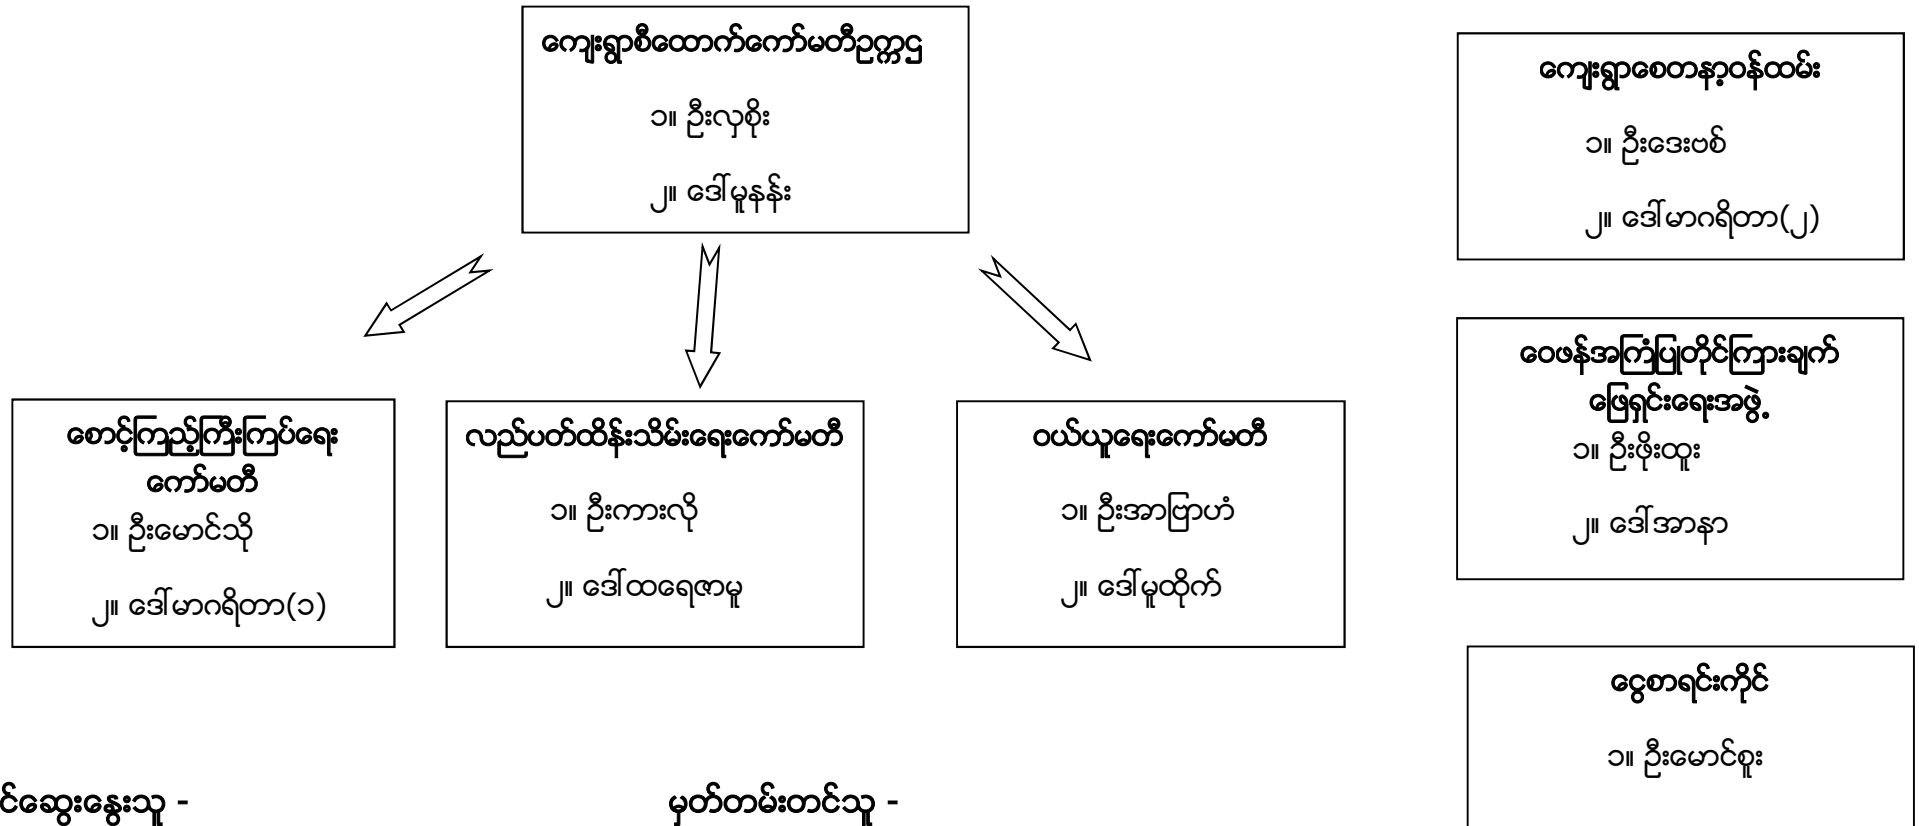 ကျေးရွာစီထောက်ကော်မတီဥက္ကဌ
၁။ ဦးလှစိုး
၂။ ဒေါ်မူနန်း
ကျေးရွာစေတနာ့ဝန်ထမ်း
၁။ ဦးဒေးဗစ်
၂။ ဒေါ်မာဂရိတာ(၂)
ဝေဖန်အကြံပြုတိုင်ကြားချက်
ဖြေရှင်းရေးအဖွဲ့
၁။ ဦးဖိုးထူး
၂။ ဒေါ်အာနာ
စောင့်ကြည့်ကြီးကြပ်ရေး
ကော်မတီ
၁။ ဦးမောင်သို
၂။ ဒေါ်မာဂရိတာ(၁)
လည်ပတ်ထိန်းသိမ်းရေးကော်မတီ
၁။ ဦးကားလို
၂။ ဒေါ်ထရေဇာမူ
ဝယ်ယူရေးကော်မတီ
၁။ ဦးအာဗြာဟံ
၂။ ဒေါ်မူထိုက်
ငွေစာရင်းကိုင်
၁။ ဦးမောင်စူး
င်ဆွေးနွေးသူ -
မှတ်တမ်းတင်သူ -